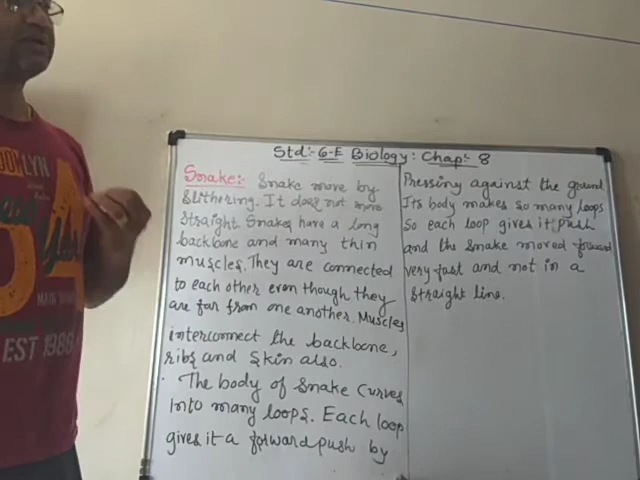 Std:- 6-E Biology: Chap:- 8
Snake:- Snake move by
Slithering. It does not move
straight. Snakes have a long
backbone and many thin
muscles. They are connected
to each other even though they
are far from one another. Muscles
interconnect the backbone,
ribs and skin also.
The body of snake Curves
into many loops. Each loop
gives it a forward push by
Pressing against the ground.
Its body makes so many loops
So each loop gives it push
and the snake moved forward
very fast and not in a
straight line.
LYN
EST 1988